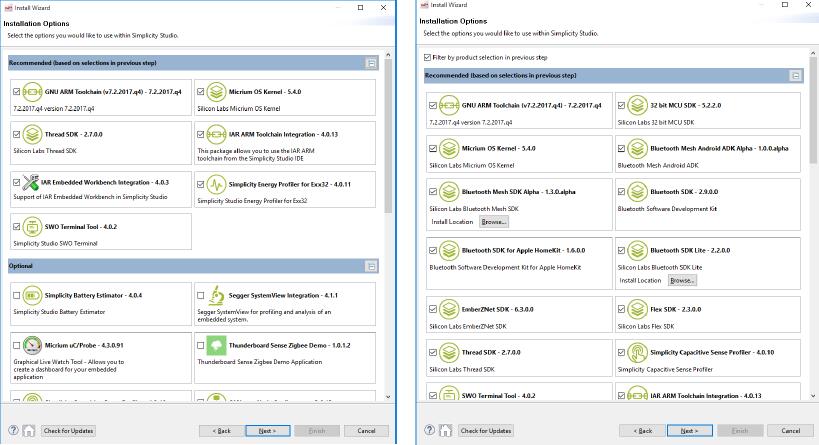 Install Wizard
Installation Options
Select the options you would like to use within Simplicity Studio.
Recommended (based on selections in previous step)
GNU ARM Toolchain (v7.2.2017.q4) - 7.2.2017.q4
7.2.2017.q4 version 7.2.2017.q4
Micrium OS Kernel - 5.4.0
Silicon Labs Micrium OS Kernel
Thread SDK - 2.7.0.0
Silicon Labs Thread SDK
IAR ARM Toolchain Integration - 4.0.13
This package allows you to use the IAR ARM
toolchain from the Simplicity Studio IDE
IAR Embedded Workbench Integration - 4.0.3
Support of IAR Embedded Workbench in Simplicity Studio
Simplicity Energy Profiler for Exx32 - 4.0.11
Simplicity Studio Energy Profiler for Exx32
SWO Terminal Tool - 4.0.2
Simplicity Studio SWO Terminal
Optional
Simplicity Battery Estimator - 4.0.4
Simplicity Studio Battery Estimator
Segger SystemView Integration - 4.1.1
Segger SystemView for profiling and analysis of an
embedded system.
Micrium uC/Probe - 4.3.0.91
Graphical Live Watch Tool - Allows you to
create a dashboard for your embedded
application
Thunderboard Sense Zigbee Demo - 1.0.1.2
Thunderboard Sense Zigbee Demo Application
Check for Updates
< Back
Next >
Finish
Cancel
Install Wizard
Installation Options
Select the options you would like to use within Simplicity Studio.
Filter by product selection in previous step
Recommended (based on selections in previous step)
GNU ARM Toolchain (v7.2.2017.q4) - 7.2.2017.q4
7.2.2017.q4 version 7.2.2017.q4
32 bit MCU SDK - 5.2.2.0
Silicon Labs 32 bit MCU SDK
Micrium OS Kernel - 5.4.0
Silicon Labs Micrium OS Kernel
Bluetooth Mesh Android ADK Alpha - 1.0.0.alpha
Bluetooth Mesh Android ADK
Bluetooth Mesh SDK Alpha - 1.3.0.alpha
Silicon Labs Bluetooth Mesh SDK
Install Location
Browse...
Bluetooth SDK - 2.9.0.0
Bluetooth Software Development Kit
Bluetooth SDK for Apple HomeKit - 1.6.0.0
Bluetooth Software Development Kit for Apple HomeKit
Bluetooth SDK Lite - 2.2.0.0
Silicon Labs Bluetooth SDK Lite
Install Location
Browse...
EmberZNet SDK - 6.3.0.0
Silicon Labs EmberZNet SDK
Flex SDK - 2.3.0.0
Silicon Labs Flex SDK
Thread SDK - 2.7.0.0
Silicon Labs Thread SDK
Simplicity Capacitive Sense Profiler - 4.0.10
Simplicity Capacitive Sense Profiler
SWO Terminal Tool - 4.0.2
IAR ARM Toolchain Integration - 4.0.13
Check for Updates
< Back
Next >
Finish
Cancel